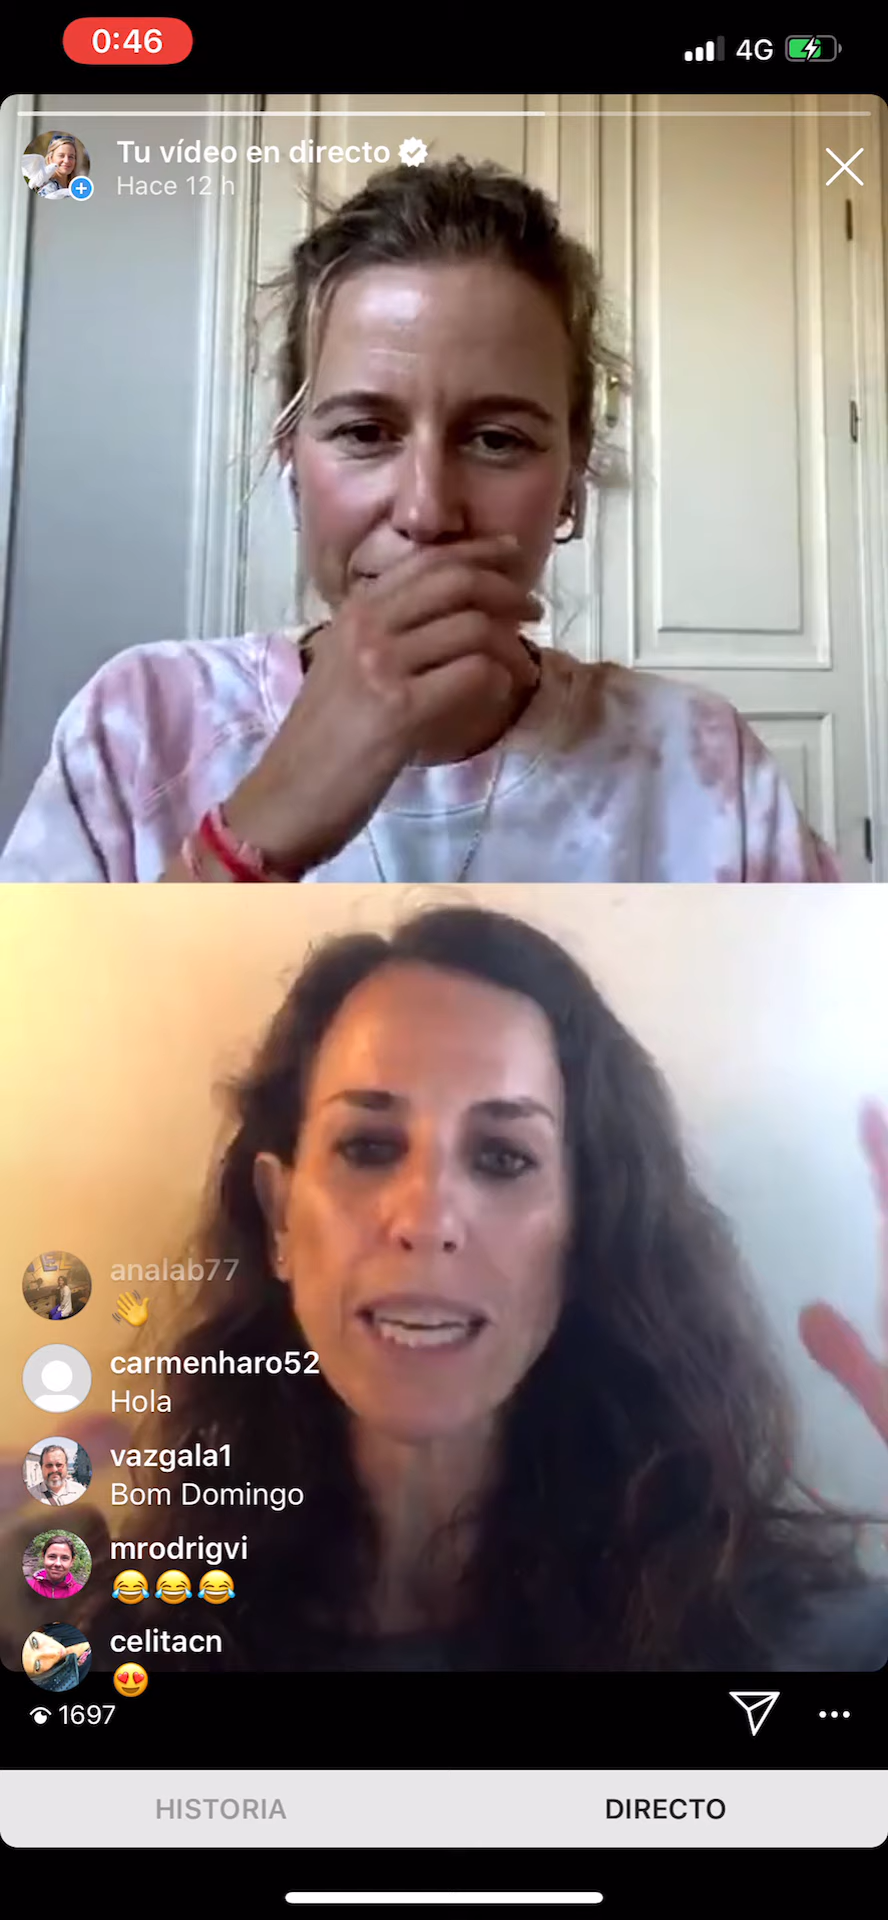 0:46
4G
Tu vídeo en directo
Hace 12 h
analab77
👋
carmenharo52
Hola
vazgala1
Bom Domingo
mrodrigvi
😂😂😂
celitacn
😍
1697
HISTORIA
DIRECTO